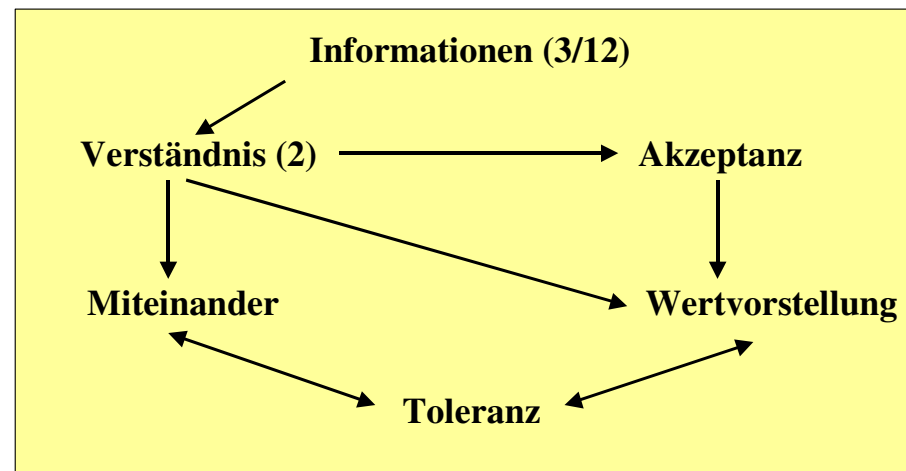 Informationen (3/12)
Verständnis (2)
Akzeptanz
Miteinander
Wertvorstellung
Toleranz